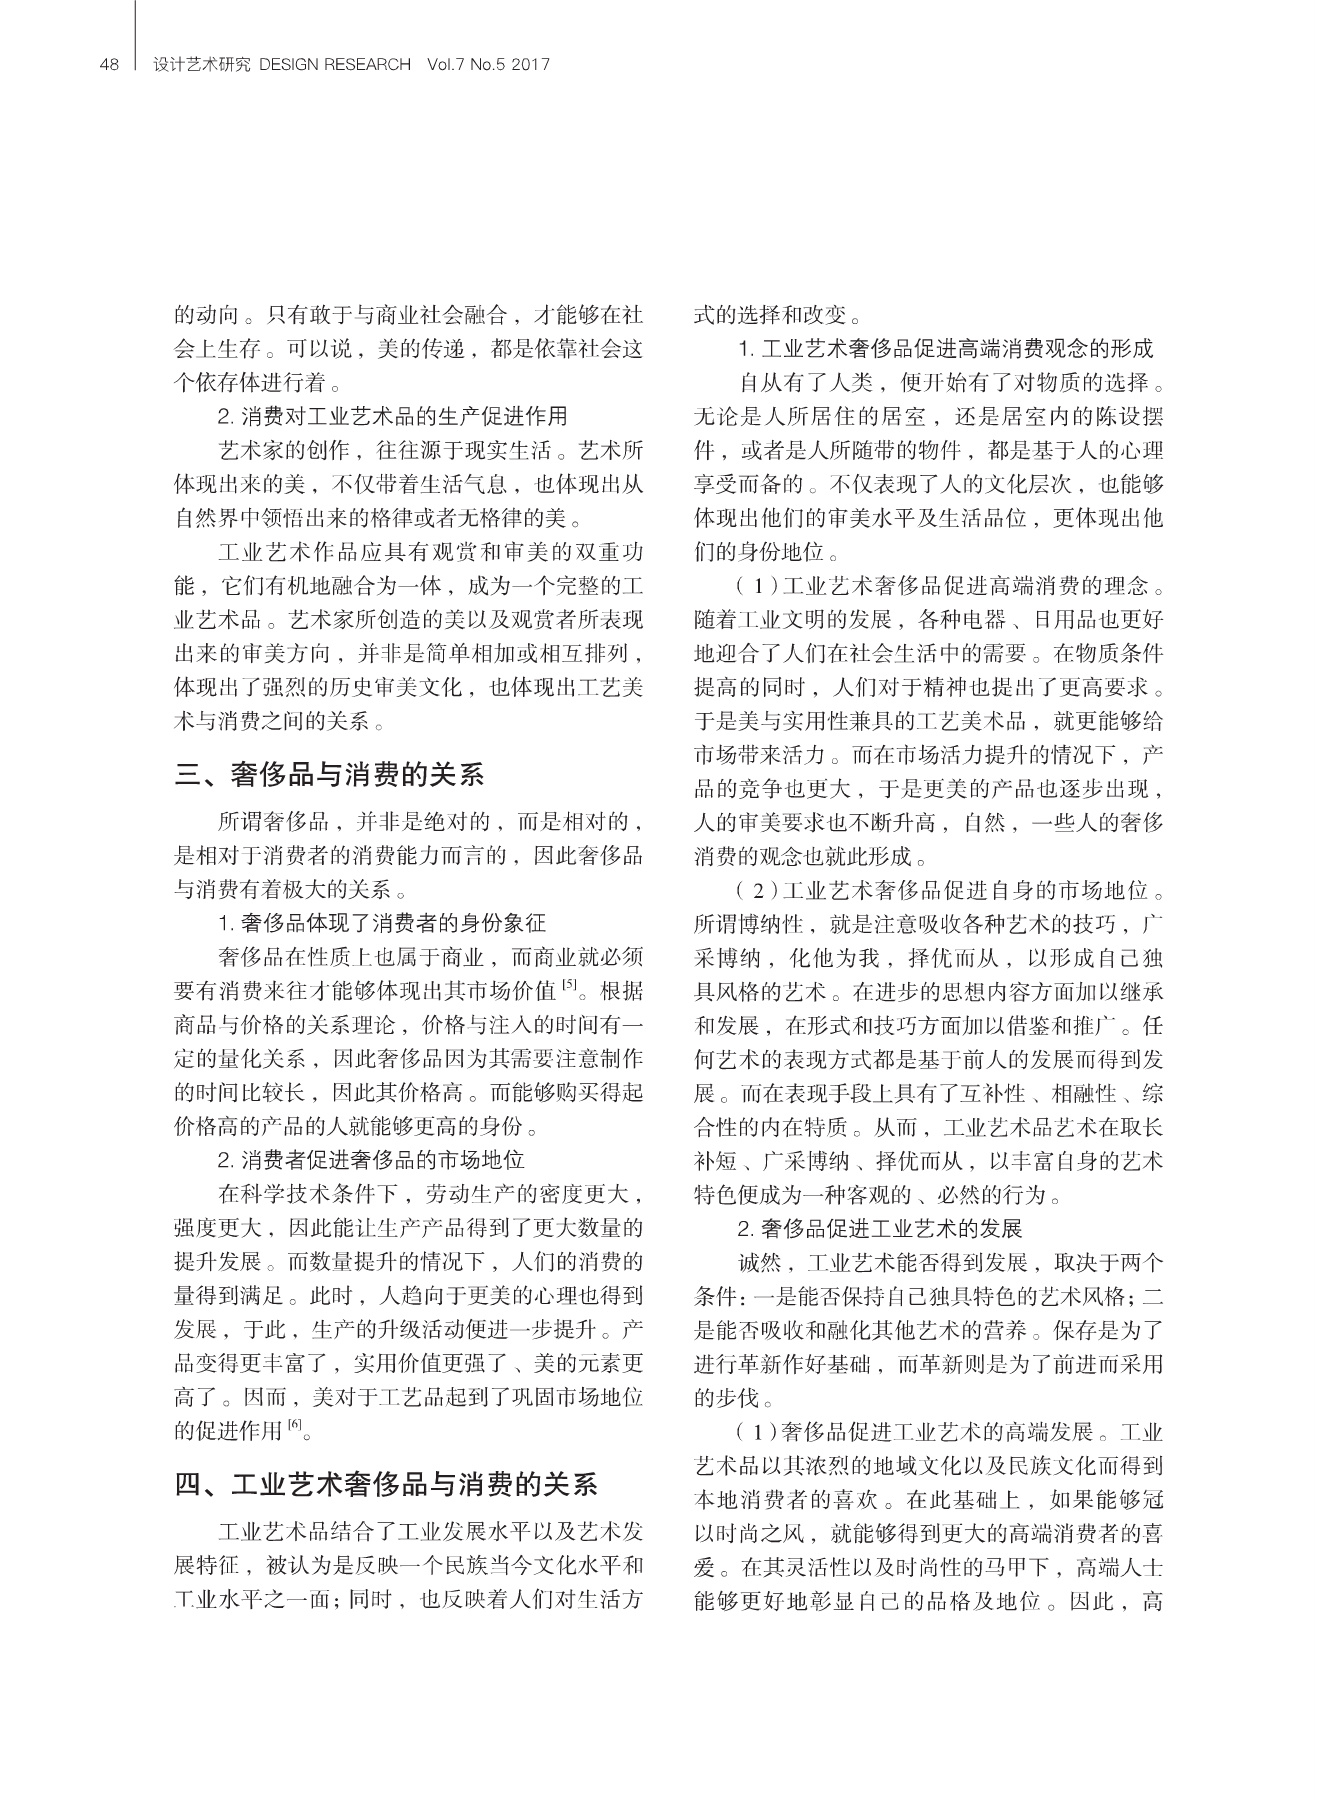 48 设计艺术研究 DESIGN RESEARCH Vol.7 No.5 2017
的动向。只有敢于与商业社会融合，才能够在社
会上生存。可以说，美的传递，都是依靠社会这
个依存体进行着。
2. 消费对工业艺术品的生产促进作用
艺术家的创作，往往源于现实生活。艺术所
体现出来的美，不仅带着生活气息，也体现出从
自然界中领悟出来的格律或者无格律的美。
工业艺术作品应具有观赏和审美的双重功
能，它们有机地融合为一体，成为一个完整的工
业艺术品。艺术家所创造的美以及观赏者所表现
出来的审美方向，并非是简单相加或相互排列，
体现出了强烈的历史审美文化，也体现出工艺美
术与消费之间的关系。
三、奢侈品与消费的关系
所谓奢侈品，并非是绝对的，而是相对的，
是相对于消费者的消费能力而言的，因此奢侈品
与消费有着极大的关系。
1. 奢侈品体现了消费者的身份象征
奢侈品在性质上也属于商业，而商业就必须
要有消费来往才能够体现出其市场价值[5]。根据
商品与价格的关系理论，价格与注入的时间有一
定的量化关系，因此奢侈品因为其需要注意制作
的时间比较长，因此其价格高。而能够购买得起
价格高的产品的人就能够更高的身份。
2. 消费者促进奢侈品的市场地位
在科学技术条件下，劳动生产的密度更大，
强度更大，因此能让生产产品得到了更大数量的
提升发展。而数量提升的情况下，人们的消费的
量得到满足。此时，人趋向于更美的心理也得到
发展，于此，生产的升级活动便进一步提升。产
品变得更丰富了，实用价值更强了、美的元素更
高了。因而，美对于工艺品起到了巩固市场地位
的促进作用[6]。
四、工业艺术奢侈品与消费的关系
工业艺术品结合了工业发展水平以及艺术发
展特征，被认为是反映一个民族当今文化水平和
工业水平之一面；同时，也反映着人们对生活方
式的选择和改变。
1. 工业艺术奢侈品促进高端消费观念的形成
自从有了人类，便开始有了对物质的选择。
无论是人所居住的居室，还是居室内的陈设摆
件，或者是人所随带的物件，都是基于人的心理
享受而备的。不仅表现了人的文化层次，也能够
体现出他们的审美水平及生活品位，更体现出他
们的身份地位。
（1）工业艺术奢侈品促进高端消费的理念。
随着工业文明的发展，各种电器、日用品也更好
地迎合了人们在社会生活中的需要。在物质条件
提高的同时，人们对于精神也提出了更高要求。
于是美与实用性兼具的工艺美术品，就更能够给
市场带来活力。而在市场活力提升的情况下，产
品的竞争也更大，于是更美的产品也逐步出现，
人的审美要求也不断升高，自然，一些人的奢侈
消费的观念也就此形成。
（2）工业艺术奢侈品促进自身的市场地位。
所谓博纳性，就是注意吸收各种艺术的技巧，广
采博纳，化他为我，择优而从，以形成自己独
具风格的艺术。在进步的思想内容方面加以继承
和发展，在形式和技巧方面加以借鉴和推广。任
何艺术的表现方式都是基于前人的发展而得到发
展。而在表现手段上具有了互补性、相融性、综
合性的内在特质。从而，工业艺术品艺术在取长
补短、广采博纳、择优而从，以丰富自身的艺术
特色便成为一种客观的、必然的行为。
2. 奢侈品促进工业艺术的发展
诚然，工业艺术能否得到发展，取决于两个
条件：一是能否保持自己独具特色的艺术风格；二
是能否吸收和融化其他艺术的营养。保存是为了
进行革新作好基础，而革新则是为了前进而采用
的步伐。
（1）奢侈品促进工业艺术的高端发展。工业
艺术品以其浓烈的地域文化以及民族文化而得到
本地消费者的喜欢。在此基础上，如果能够冠
以时尚之风，就能够得到更大的高端消费者的喜
爱。在其灵活性以及时尚性的马甲下，高端人士
能够更好地彰显自己的品格及地位。因此，高